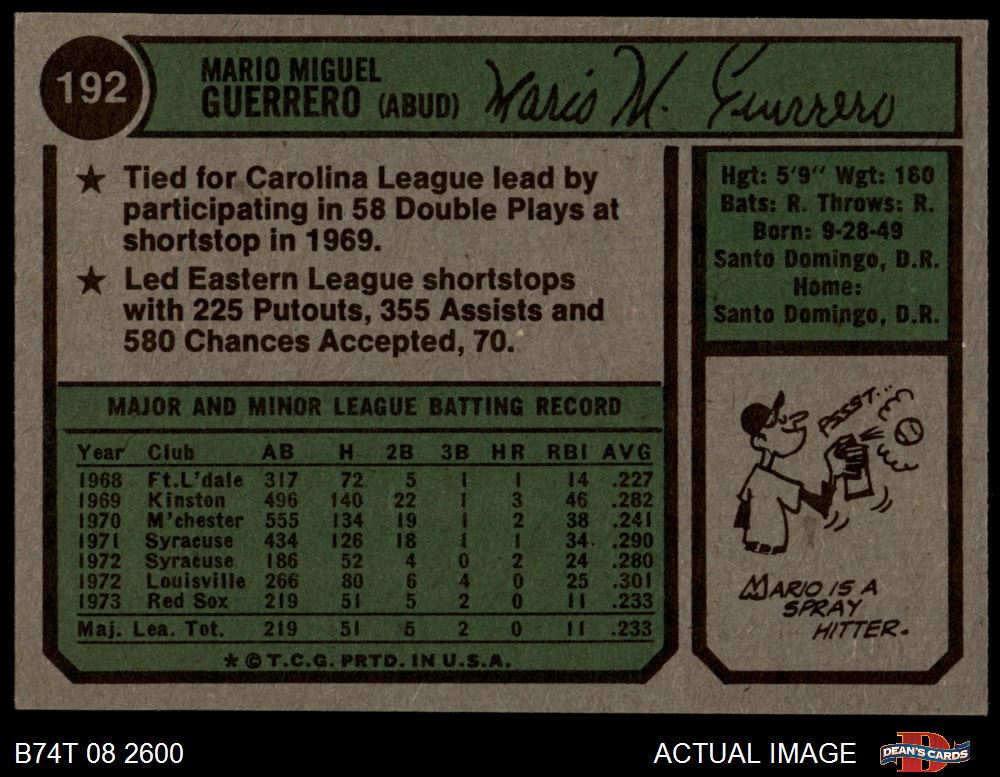 192
MARIO MIGUEL
GUERRERO (ABUD)
Mario M. Guerrero
★ Tied for Carolina League lead by
participating in 58 Double Plays at
shortstop in 1969.
★ Led Eastern League shortstops
with 225 Putouts, 355 Assists and
580 Chances Accepted, 70.
Hgt: 5'9" Wgt: 160
Bats: R. Throws: R.
Born: 9-28-49
Santo Domingo, D.R.
Home:
Santo Domingo, D.R.
MAJOR AND MINOR LEAGUE BATTING RECORD
Year Club AB H 2B 3B HR RBI AVG
1968 Ft.L'dale 317 72 5 1 1 14 .227
1969 Kinston 496 140 22 1 3 46 .282
1970 M'chester 555 134 19 1 2 38 .241
1971 Syracuse 434 126 18 1 1 34 .290
1972 Syracuse 186 52 4 0 2 24 .280
1972 Louisville 266 80 6 4 0 25 .301
1973 Red Sox 219 51 5 2 0 11 .233
Maj. Lea. Tot. 219 51 5 2 0 11 .233
* © T.C.G. PRTD. IN U.S.A.
PSSST..
MARIO IS A
SPRAY
HITTER.
B74T 08 2600
ACTUAL IMAGE
D
DEAN'S CARDS